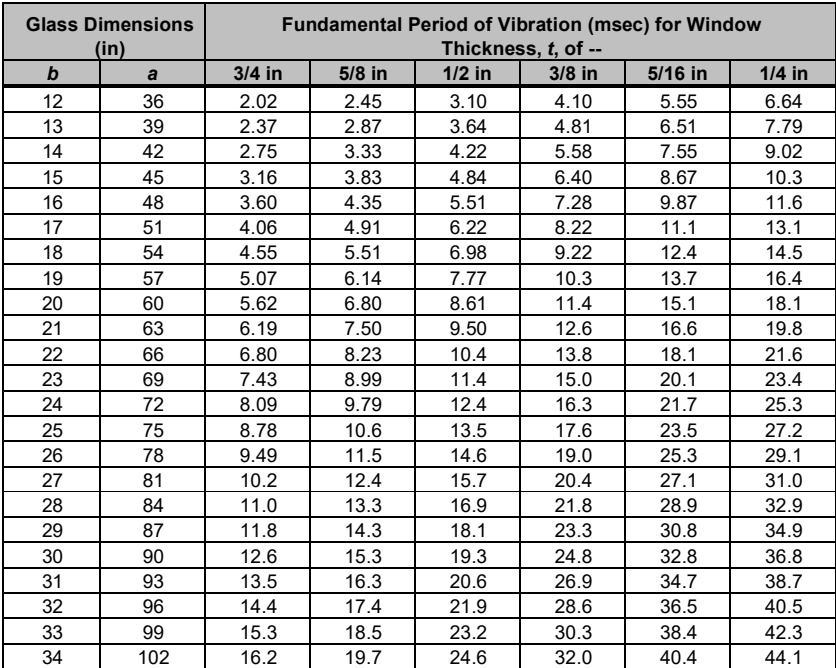 Glass Dimensions (in) Fundamental Period of Vibration (msec) for Window Thickness, t, of --
b a 3/4 in 5/8 in 1/2 in 3/8 in 5/16 in 1/4 in
12 36 2.02 2.45 3.10 4.10 5.55 6.64
13 39 2.37 2.87 3.64 4.81 6.51 7.79
14 42 2.75 3.33 4.22 5.58 7.55 9.02
15 45 3.16 3.83 4.84 6.40 8.67 10.3
16 48 3.60 4.35 5.51 7.28 9.87 11.6
17 51 4.06 4.91 6.22 8.22 11.1 13.1
18 54 4.55 5.51 6.98 9.22 12.4 14.5
19 57 5.07 6.14 7.77 10.3 13.7 16.4
20 60 5.62 6.80 8.61 11.4 15.1 18.1
21 63 6.19 7.50 9.50 12.6 16.6 19.8
22 66 6.80 8.23 10.4 13.8 18.1 21.6
23 69 7.43 8.99 11.4 15.0 20.1 23.4
24 72 8.09 9.79 12.4 16.3 21.7 25.3
25 75 8.78 10.6 13.5 17.6 23.5 27.2
26 78 9.49 11.5 14.6 19.0 25.3 29.1
27 81 10.2 12.4 15.7 20.4 27.1 31.0
28 84 11.0 13.3 16.9 21.8 28.9 32.9
29 87 11.8 14.3 18.1 23.3 30.8 34.9
30 90 12.6 15.3 19.3 24.8 32.8 36.8
31 93 13.5 16.3 20.6 26.9 34.7 38.7
32 96 14.4 17.4 21.9 28.6 36.5 40.5
33 99 15.3 18.5 23.2 30.3 38.4 42.3
34 102 16.2 19.7 24.6 32.0 40.4 44.1